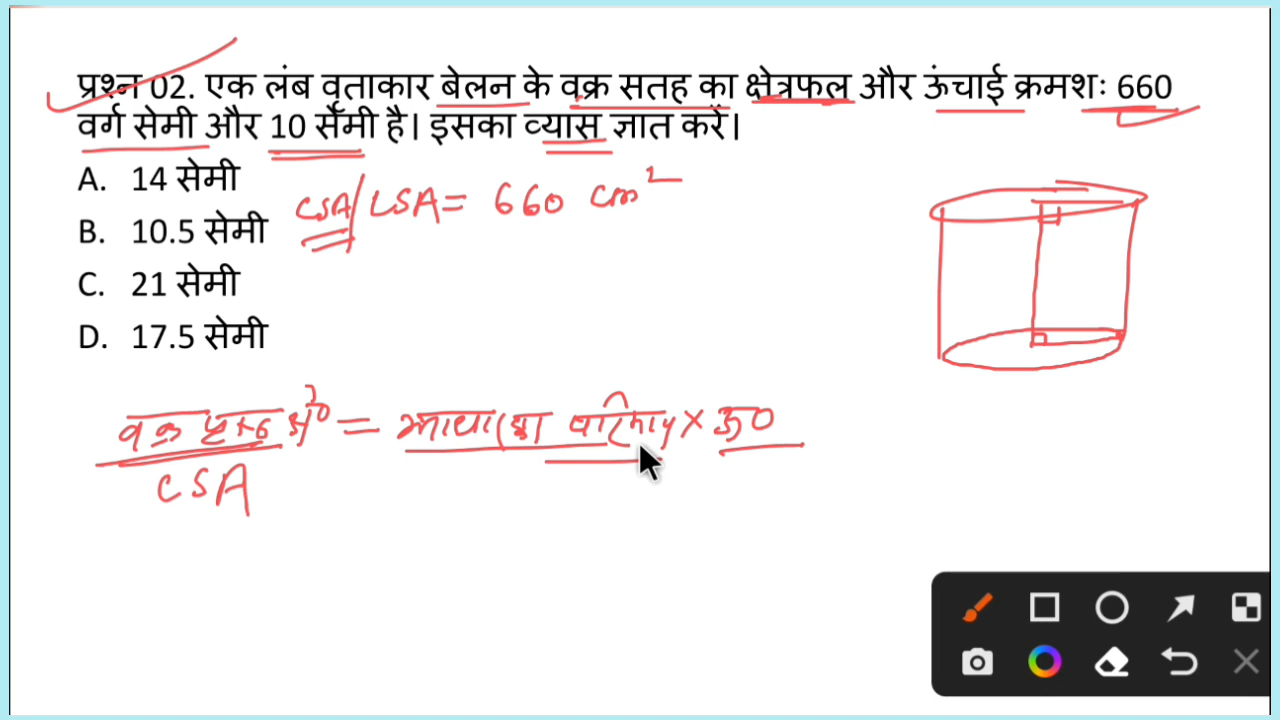 प्रश्न 02. एक लंब वृताकार बेलन के वक्र सतह का क्षेत्रफल और ऊंचाई क्रमशः 660
वर्ग सेमी और 10 सेमी है। इसका व्यास ज्ञात करें।
A. 14 सेमी
CSA/LSA = 660 cm²
B. 10.5 सेमी
C. 21 सेमी
D. 17.5 सेमी
वक्र पृष्ठ क्षे० = आधार का परिमाप × ऊ०
CSA